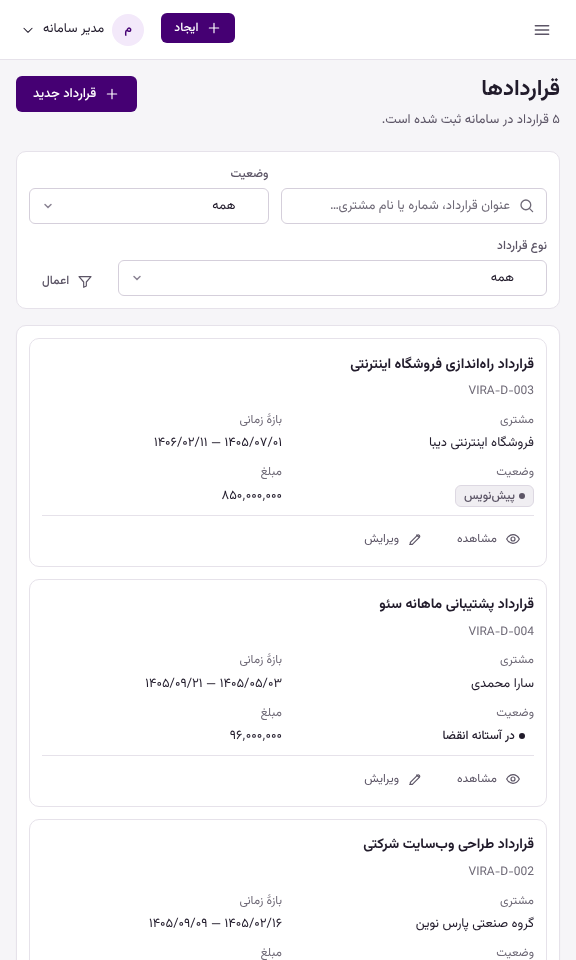 ایجاد
م
مدیر سامانه
قراردادها
۵ قرارداد در سامانه ثبت شده است.
قرارداد جدید
وضعیت
عنوان قرارداد، شماره یا نام مشتری...
همه
نوع قرارداد
همه
اعمال
قرارداد راه‌اندازی فروشگاه اینترنتی
VIRA-D-003
مشتری
بازهٔ زمانی
فروشگاه اینترنتی دیبا
۱۴۰۵/۰۷/۰۱ — ۱۴۰۶/۰۲/۱۱
وضعیت
مبلغ
پیش‌نویس
۸۵۰,۰۰۰,۰۰۰
مشاهده
ویرایش
قرارداد پشتیبانی ماهانه سئو
VIRA-D-004
مشتری
بازهٔ زمانی
سارا محمدی
۱۴۰۵/۰۵/۰۳ — ۱۴۰۵/۰۹/۲۱
وضعیت
مبلغ
در آستانه انقضا
۹۶,۰۰۰,۰۰۰
مشاهده
ویرایش
قرارداد طراحی وب‌سایت شرکتی
VIRA-D-002
مشتری
بازهٔ زمانی
گروه صنعتی پارس نوین
۱۴۰۵/۰۲/۱۶ — ۱۴۰۵/۰۹/۰۹
وضعیت
مبلغ